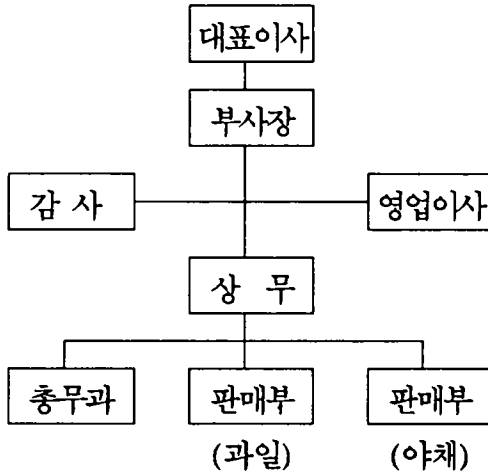 대표이사
부사장
감 사
영업이사
상 무
총무과
판매부
판매부
(과일)
(야채)